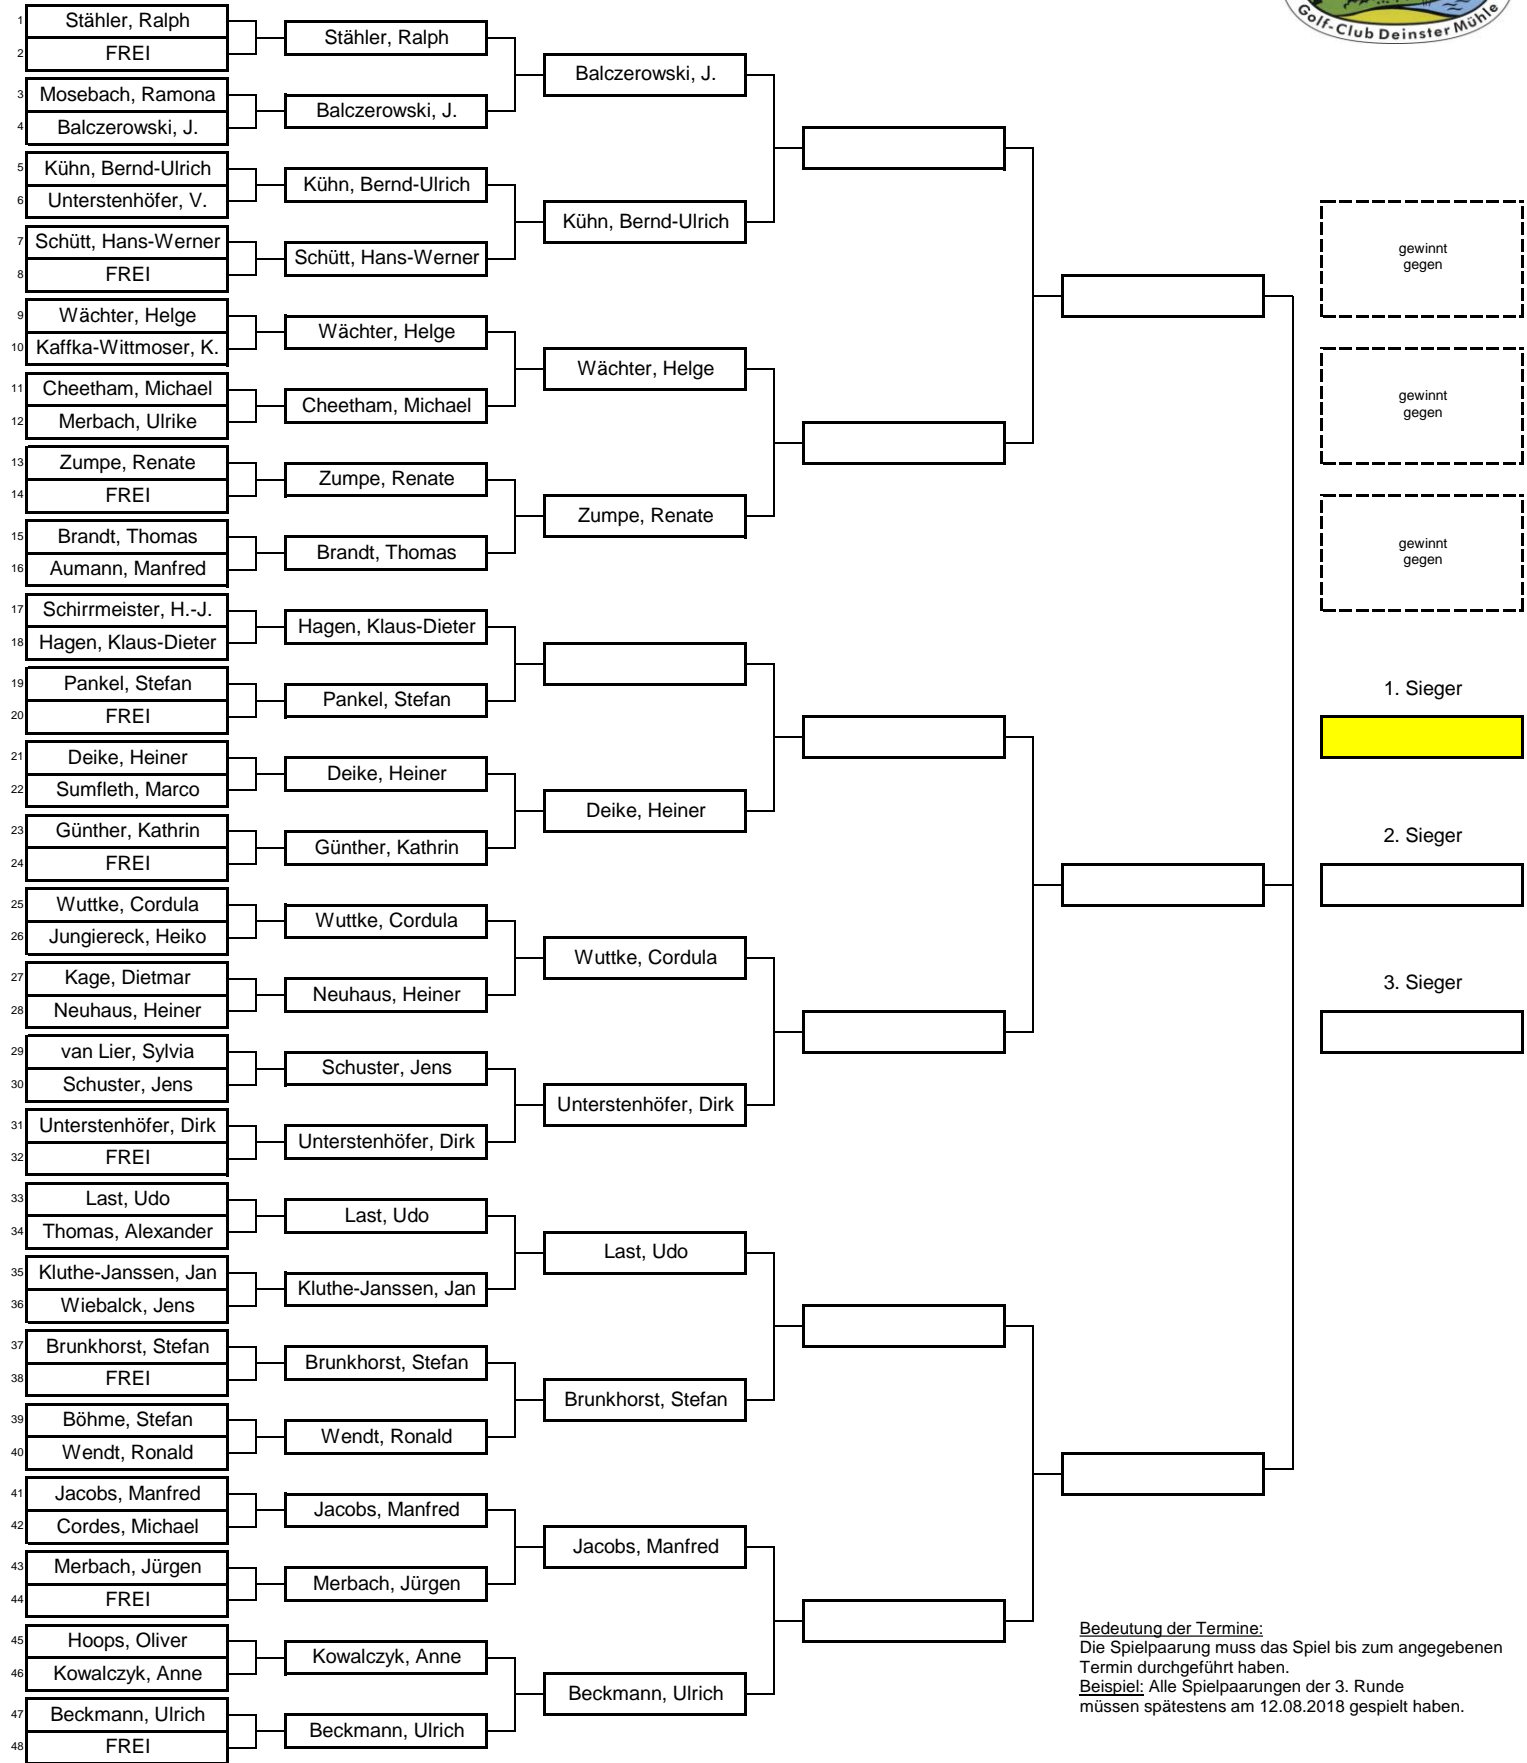 Golf-Club Deinster Mühle
1 Stähler, Ralph
2 FREI
3 Mosebach, Ramona
4 Balczerowski, J.
5 Kühn, Bernd-Ulrich
6 Unterstenhöfer, V.
7 Schütt, Hans-Werner
8 FREI
9 Wächter, Helge
10 Kaffka-Wittmoser, K.
11 Cheetham, Michael
12 Merbach, Ulrike
13 Zumpe, Renate
14 FREI
15 Brandt, Thomas
16 Aumann, Manfred
17 Schirrmeister, H.-J.
18 Hagen, Klaus-Dieter
19 Pankel, Stefan
20 FREI
21 Deike, Heiner
22 Sumfleth, Marco
23 Günther, Kathrin
24 FREI
25 Wuttke, Cordula
26 Jungiereck, Heiko
27 Kage, Dietmar
28 Neuhaus, Heiner
29 van Lier, Sylvia
30 Schuster, Jens
31 Unterstenhöfer, Dirk
32 FREI
33 Last, Udo
34 Thomas, Alexander
35 Kluthe-Janssen, Jan
36 Wiebalck, Jens
37 Brunkhorst, Stefan
38 FREI
39 Böhme, Stefan
40 Wendt, Ronald
41 Jacobs, Manfred
42 Cordes, Michael
43 Merbach, Jürgen
44 FREI
45 Hoops, Oliver
46 Kowalczyk, Anne
47 Beckmann, Ulrich
48 FREI
Stähler, Ralph
Balczerowski, J.
Kühn, Bernd-Ulrich
Schütt, Hans-Werner
Wächter, Helge
Cheetham, Michael
Zumpe, Renate
Brandt, Thomas
Hagen, Klaus-Dieter
Pankel, Stefan
Deike, Heiner
Günther, Kathrin
Wuttke, Cordula
Neuhaus, Heiner
Schuster, Jens
Unterstenhöfer, Dirk
Last, Udo
Kluthe-Janssen, Jan
Brunkhorst, Stefan
Wendt, Ronald
Jacobs, Manfred
Merbach, Jürgen
Kowalczyk, Anne
Beckmann, Ulrich
Balczerowski, J.
Kühn, Bernd-Ulrich
Wächter, Helge
Zumpe, Renate
Deike, Heiner
Wuttke, Cordula
Unterstenhöfer, Dirk
Last, Udo
Brunkhorst, Stefan
Jacobs, Manfred
Beckmann, Ulrich
gewinnt
gegen
gewinnt
gegen
gewinnt
gegen
1. Sieger
2. Sieger
3. Sieger
Bedeutung der Termine:
Die Spielpaarung muss das Spiel bis zum angegebenen
Termin durchgeführt haben.
Beispiel: Alle Spielpaarungen der 3. Runde
müssen spätestens am 12.08.2018 gespielt haben.